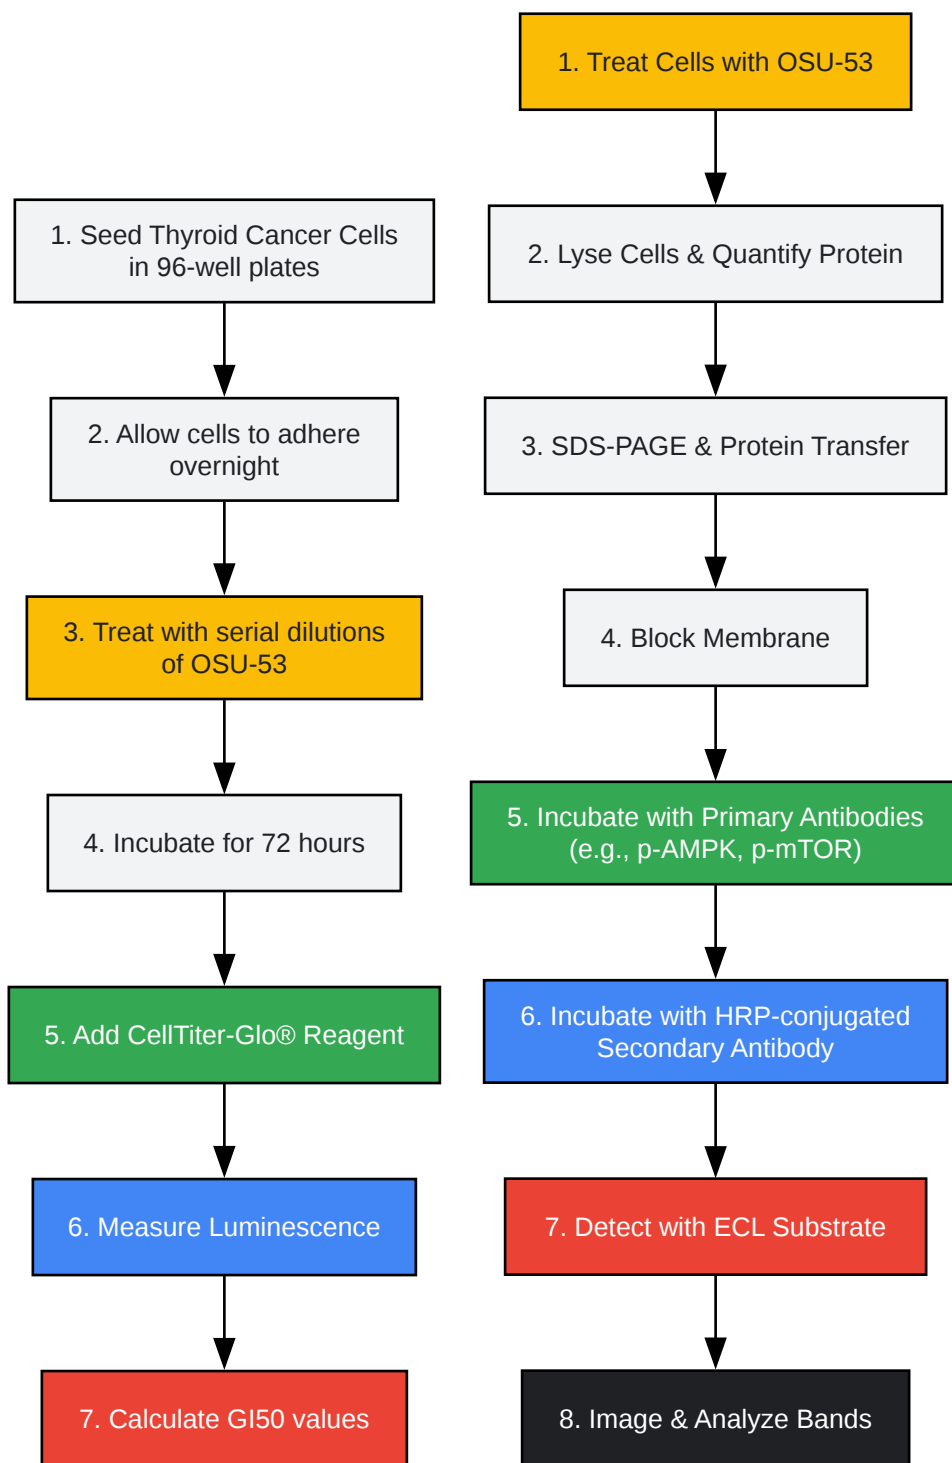 1. Seed Thyroid Cancer Cells
in 96-well plates
2. Allow cells to adhere
overnight
3. Treat with serial dilutions
of OSU-53
4. Incubate for 72 hours
5. Add CellTiter-Glo® Reagent
6. Measure Luminescence
7. Calculate GI50 values
1. Treat Cells with OSU-53
2. Lyse Cells & Quantify Protein
3. SDS-PAGE & Protein Transfer
4. Block Membrane
5. Incubate with Primary Antibodies
(e.g., p-AMPK, p-mTOR)
6. Incubate with HRP-conjugated
Secondary Antibody
7. Detect with ECL Substrate
8. Image & Analyze Bands